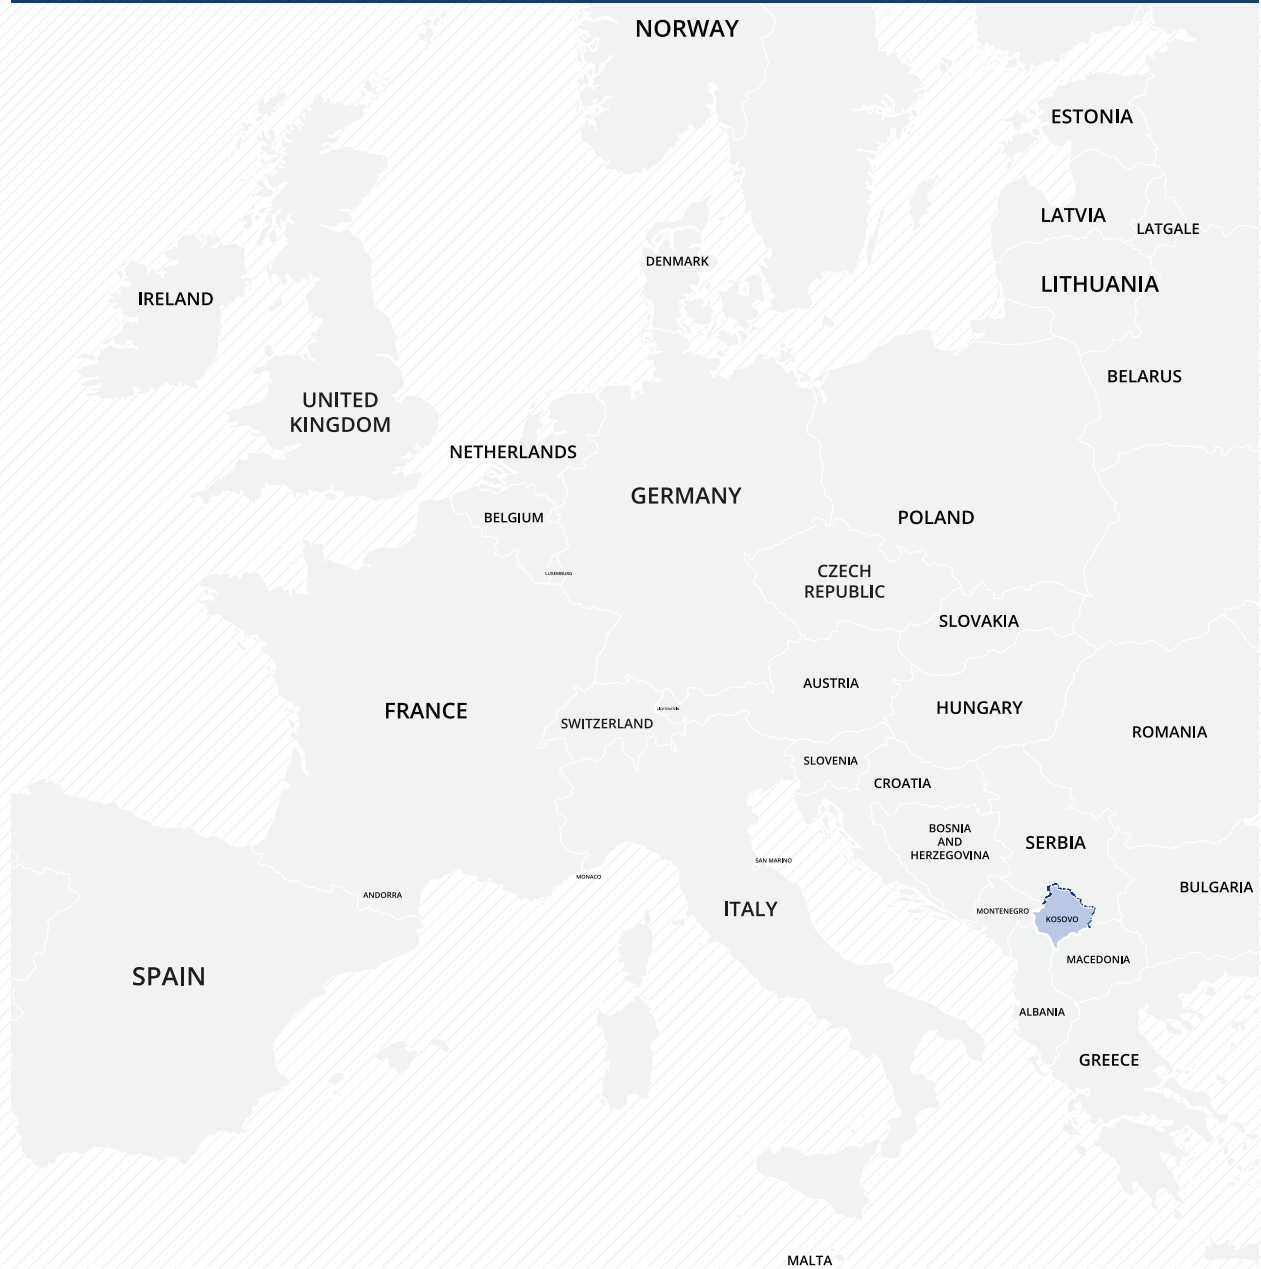 NORWAY
ESTONIA
LATVIA
LATGALE
DENMARK
LITHUANIA
IRELAND
BELARUS
UNITED
KINGDOM
NETHERLANDS
GERMANY
BELGIUM
POLAND
LUXEMBURG
CZECH
REPUBLIC
SLOVAKIA
AUSTRIA
FRANCE
Liechtenstein
HUNGARY
SWITZERLAND
ROMANIA
SLOVENIA
CROATIA
BOSNIA
AND
HERZEGOVINA
SERBIA
SAN MARINO
MONACO
ANDORRA
BULGARIA
ITALY
MONTENEGRO
KOSOVO
MACEDONIA
SPAIN
ALBANIA
GREECE
MALTA